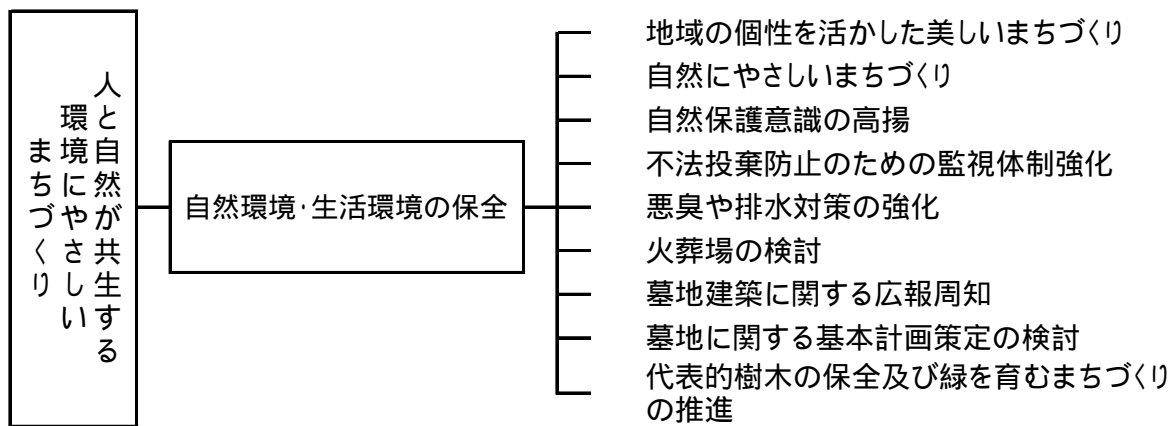 人と自然が共生する
環境にやさしい
まちづくり
自然環境・生活環境の保全
地域の個性を活かした美しいまちづくり
自然にやさしいまちづくり
自然保護意識の高揚
不法投棄防止のための監視体制強化
悪臭や排水対策の強化
火葬場の検討
墓地建築に関する広報周知
墓地に関する基本計画策定の検討
代表的樹木の保全及び緑を育むまちづくり
の推進